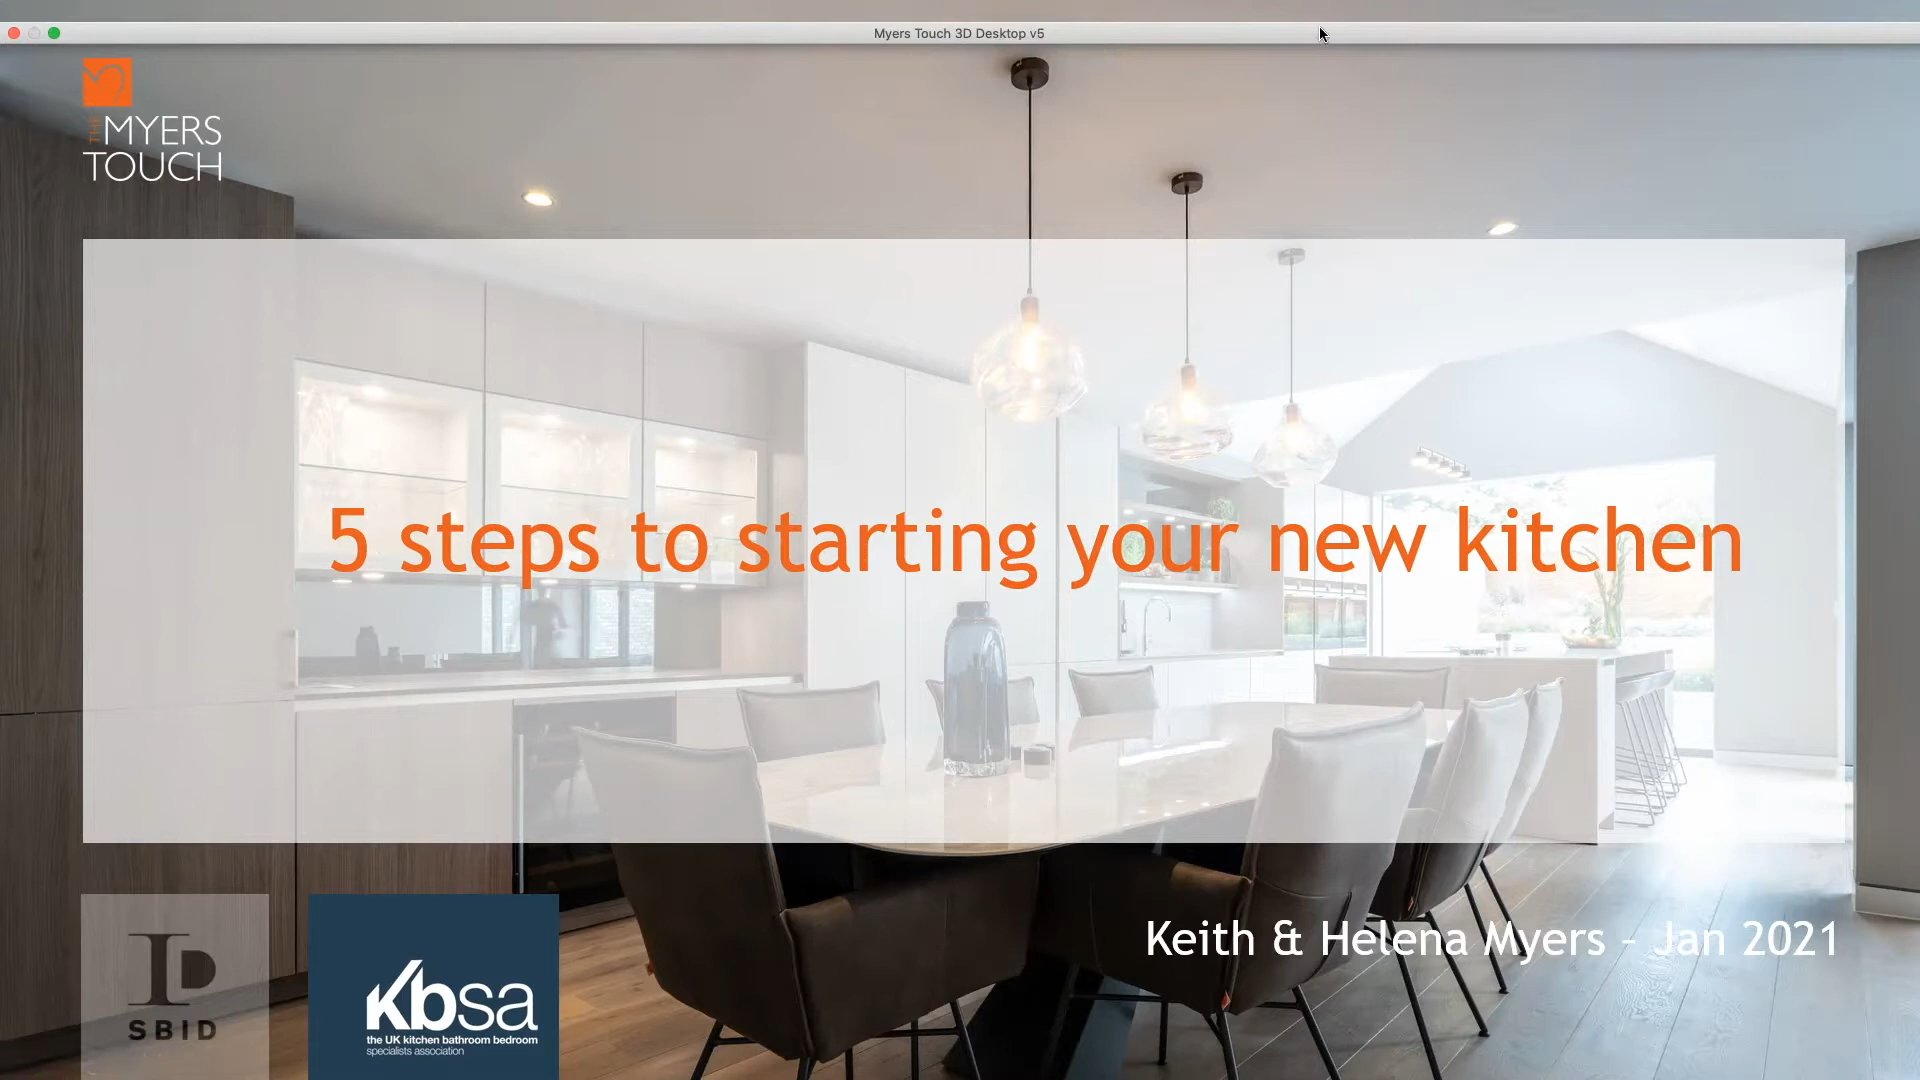 Myers Touch 3D Desktop v5
THE MYERS
TOUCH
5 steps to starting your new kitchen
Keith & Helena Myers - Jan 2021
SBID
kbsa
the UK kitchen bathroom bedroom
specialists association